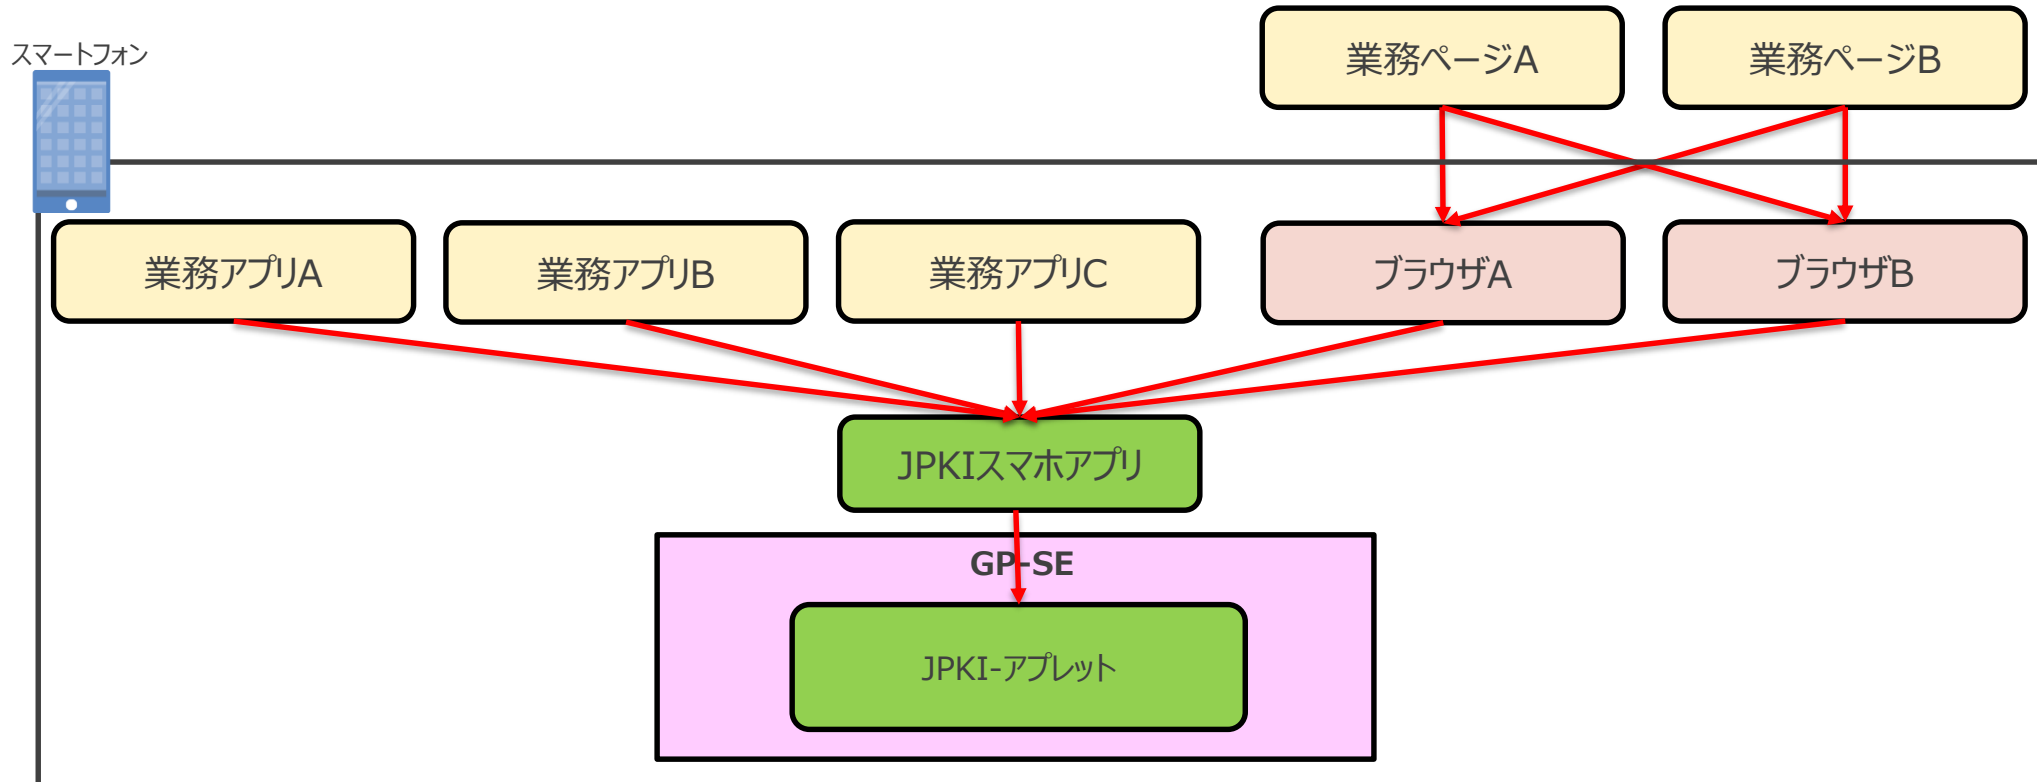 スマートフォン
業務ページA
業務ページB
業務アプリA
業務アプリB
業務アプリC
ブラウザA
ブラウザB
JPKIスマホアプリ
GP-SE
JPKI-アプレット